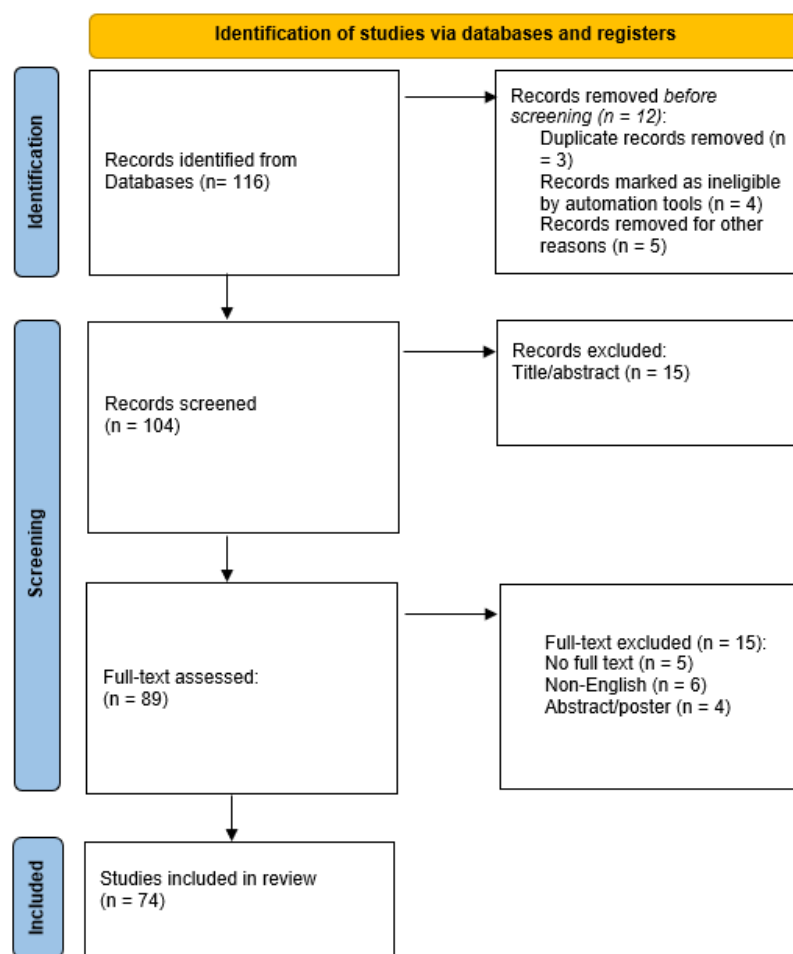 Identification of studies via databases and registers
Identification
Records identified from
Databases (n= 116)
Records removed before
screening (n = 12):
Duplicate records removed (n
= 3)
Records marked as ineligible
by automation tools (n = 4)
Records removed for other
reasons (n = 5)
Screening
Records screened
(n = 104)
Records excluded:
Title/abstract (n = 15)
Full-text assessed:
(n = 89)
Full-text excluded (n = 15):
No full text (n = 5)
Non-English (n = 6)
Abstract/poster (n = 4)
Included
Studies included in review
(n = 74)